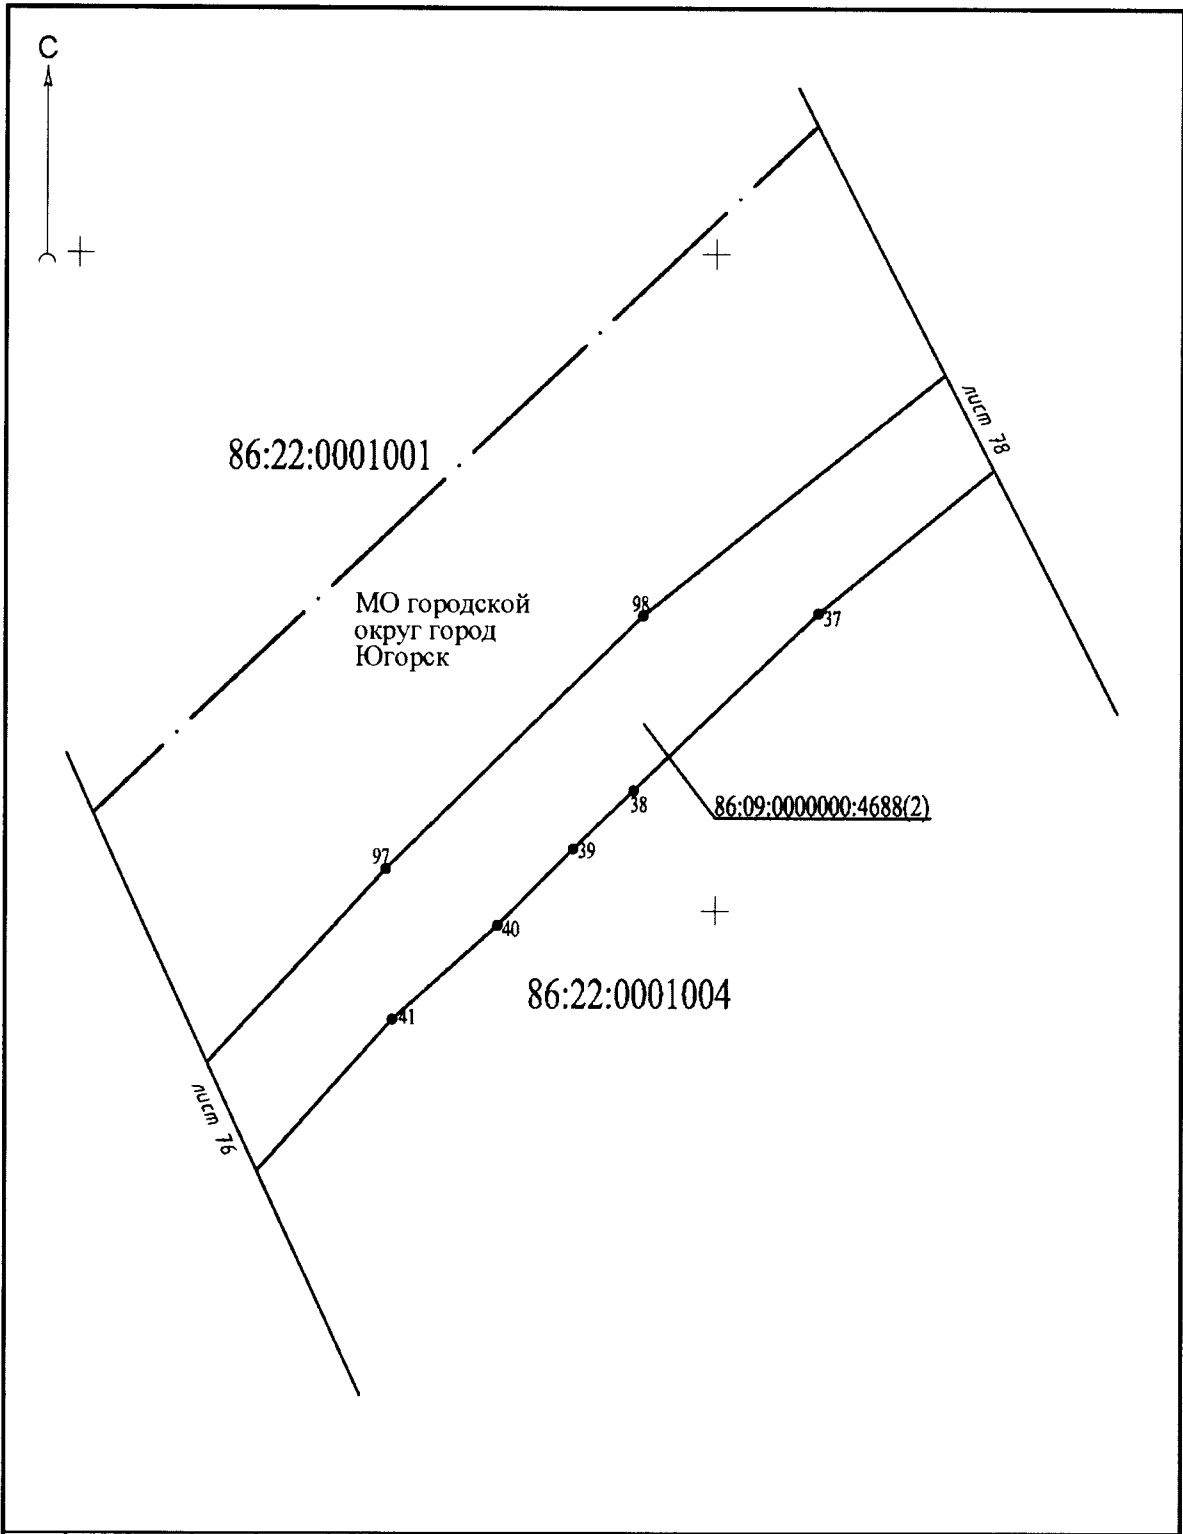 С
лист 78
86:22:0001001
МО городской
округ город
Югорск
98
37
38
86:09:0000000:4688(2)
39
97
40
86:22:0001004
41
лист 76